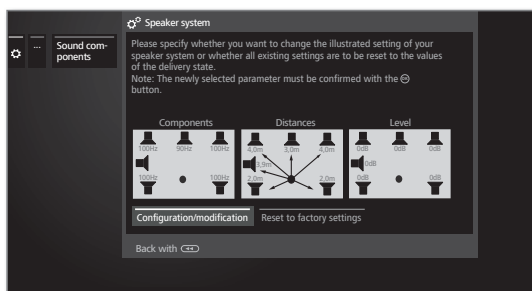 Speaker system
...
Sound com-
ponents
Please specify whether you want to change the illustrated setting of your
speaker system or whether all existing settings are to be reset to the values
of the delivery state.
Note: The newly selected parameter must be confirmed with the OK
button.
Components
100Hz 90Hz 100Hz
100Hz 100Hz
Distances
4,0m 3,0m 4,0m
3,9m
2,0m 2,0m
Level
0dB 0dB 0dB
0dB
0dB 0dB
Configuration/modification Reset to factory settings
Back with